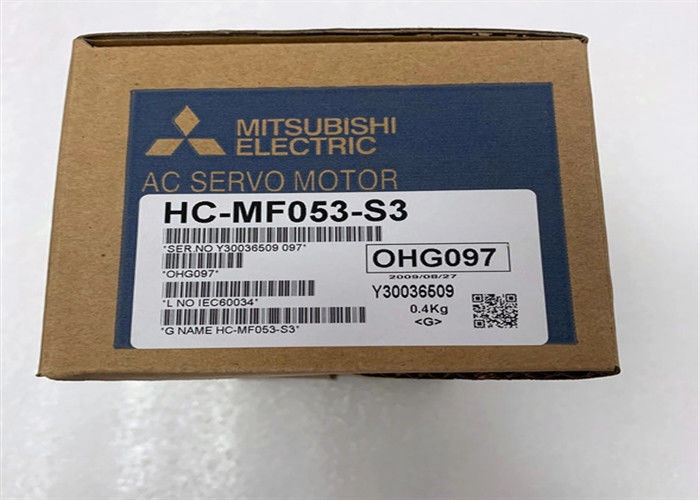 MITSUBISHI
ELECTRIC
AC SERVO MOTOR
HC-MF053-S3
*SER.NO Y30036509 097*
*OHG097*
*L NO IEC60034*
*G NAME HC-MF053-S3*
OHG097
2009/08/27
Y30036509
0.4Kg
<G>